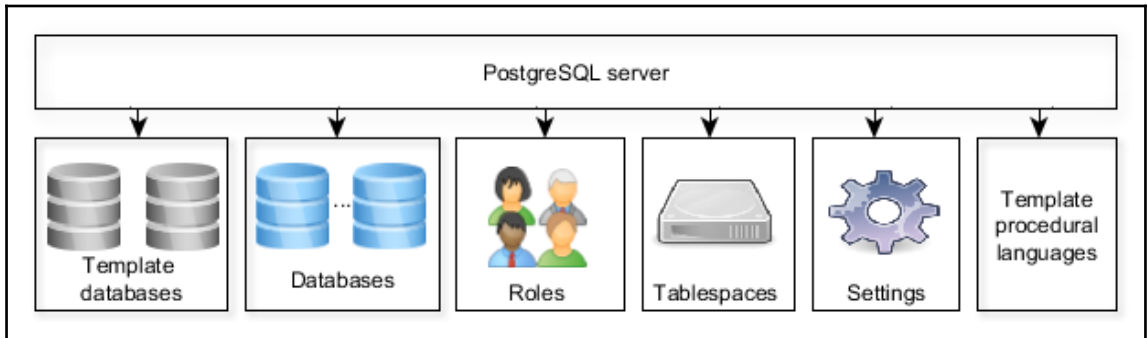 PostgreSQL server
Template
databases
...
Databases
Roles
Tablespaces
Settings
Template
procedural
languages